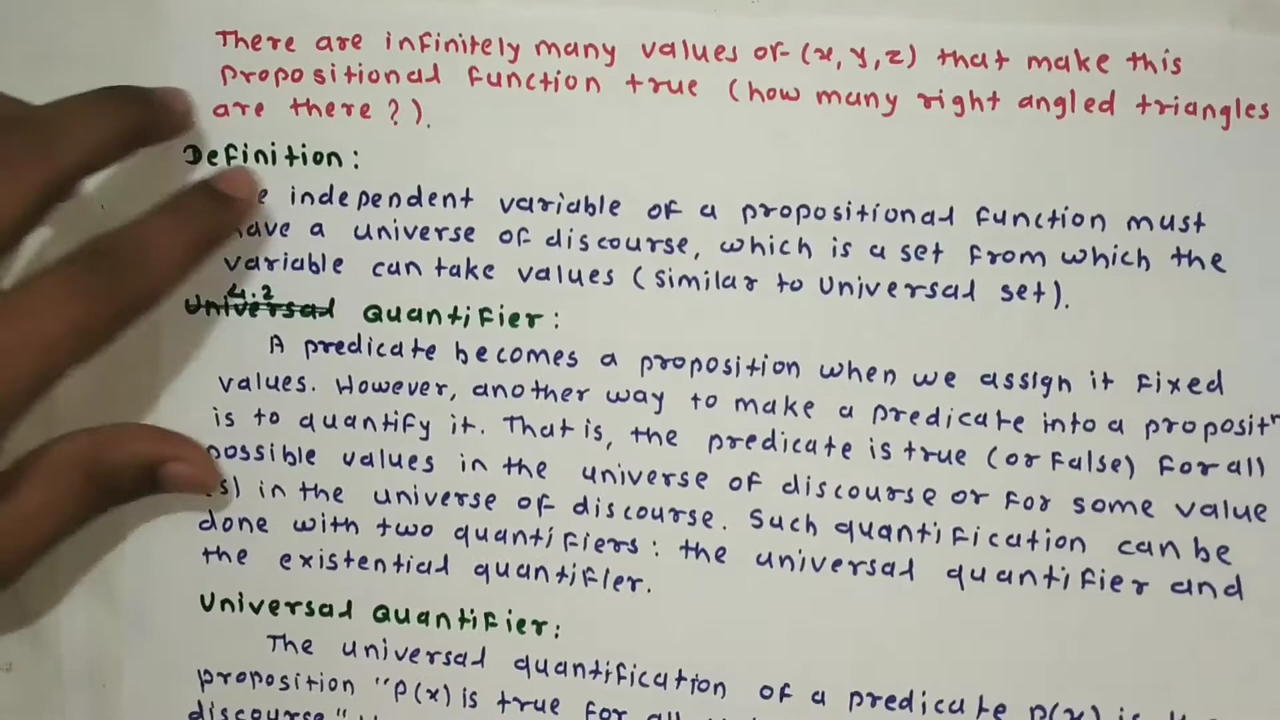 There are infinitely many values of (x, y, z) that make this
propositional function true (how many right angled triangles
are there?).
Definition:
independent variable of a propositional function must
have a universe of discourse, which is a set from which the
variable can take values (similar to universal set).
4.2
Universal Quantifier:
A predicate becomes a proposition when we assign it fixed
values. However, another way to make a predicate into a
is to quantify it. That is, the predicate is true (or false) for all
possible values in the universe of discourse or for some value
(s) in the universe of discourse. Such quantification can be
done with two quantifiers: the universal quantifier and
the existential quantifier.
Universal Quantifier:
The universal quantification of a predicate p(x) is
proposition "p(x) is true for all
discourse"